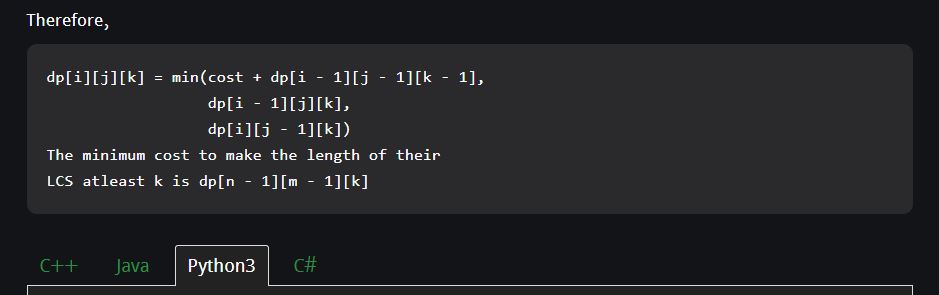 Therefore,
dp[i][j][k] = min(cost + dp[i - 1][j - 1][k - 1],
dp[i - 1][j][k],
dp[i][j - 1][k])
The minimum cost to make the length of their
LCS atleast k is dp[n - 1][m - 1][k]
C++ Java Python3 C#